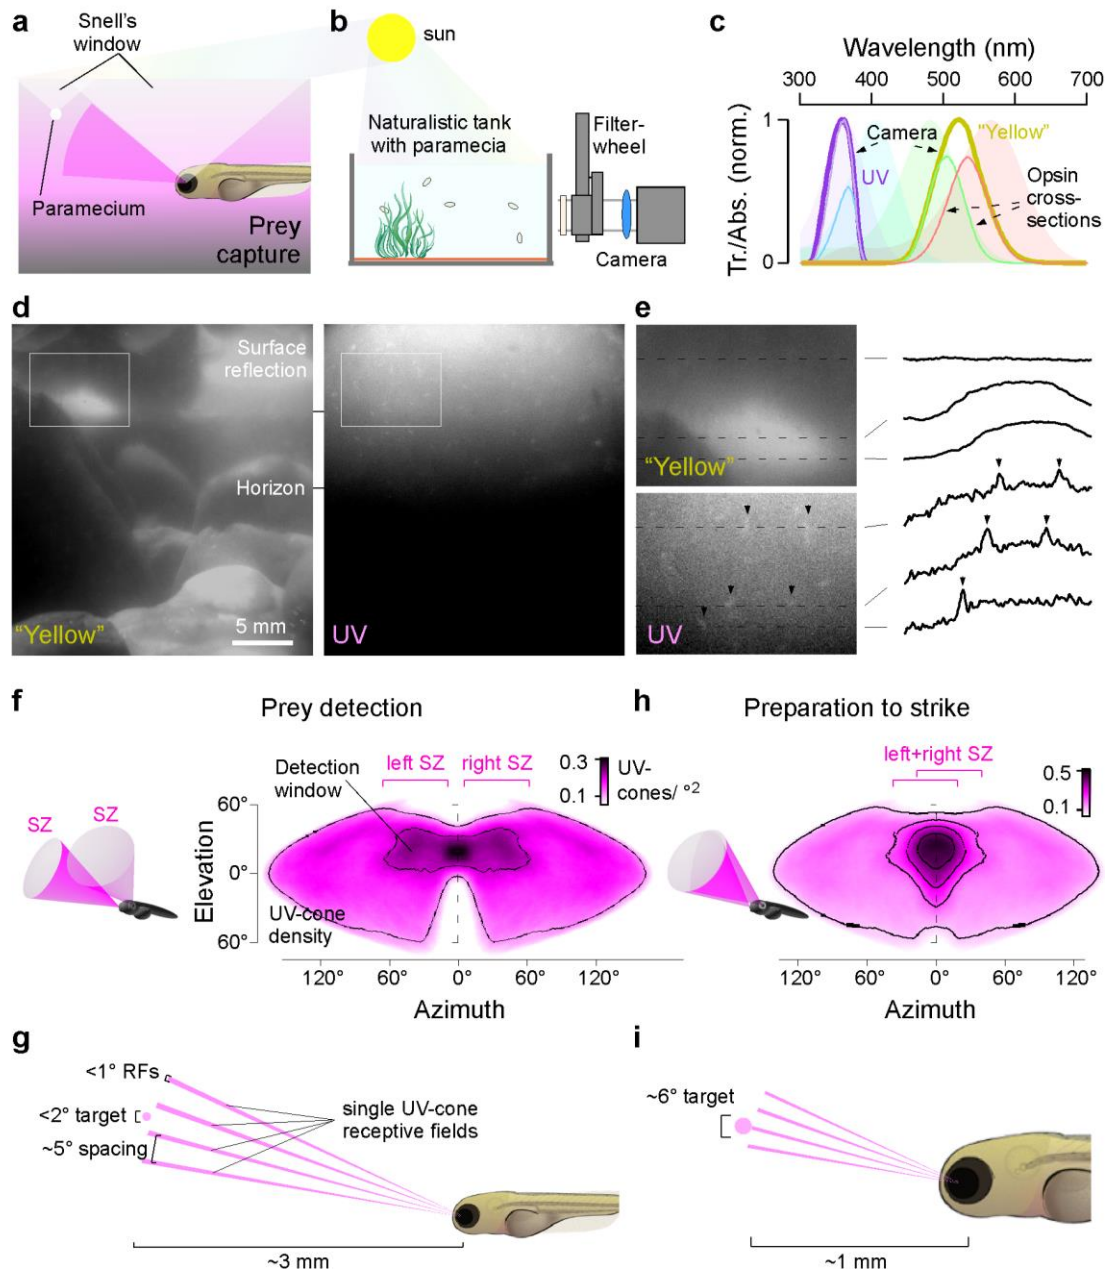 a
Snell's
window
Paramecium
Prey
capture
b
sun
Naturalistic tank
with paramecia
Filter-
wheel
Camera
c
Wavelength (nm)
300 400 500 600 700
Tr./Abs. (norm.)
1
0
Camera
"Yellow"
UV
Opsin
cross-
sections
d
Surface
reflection
Horizon
"Yellow"
5 mm
UV
e
"Yellow"
UV
f
Prey detection
SZ
SZ
Detection
window
left SZ
right SZ
0.3
0.1
UV-
cones/ °²
Elevation
60°
0°
60°
UV-cone
density
120° 60° 0° 60° 120°
Azimuth
h
Preparation to strike
left+right SZ
0.5
0.1
120° 60° 0° 60° 120°
Azimuth
g
<1° RFs
<2° target
~5° spacing
single UV-cone
receptive fields
~3 mm
i
~6° target
~1 mm